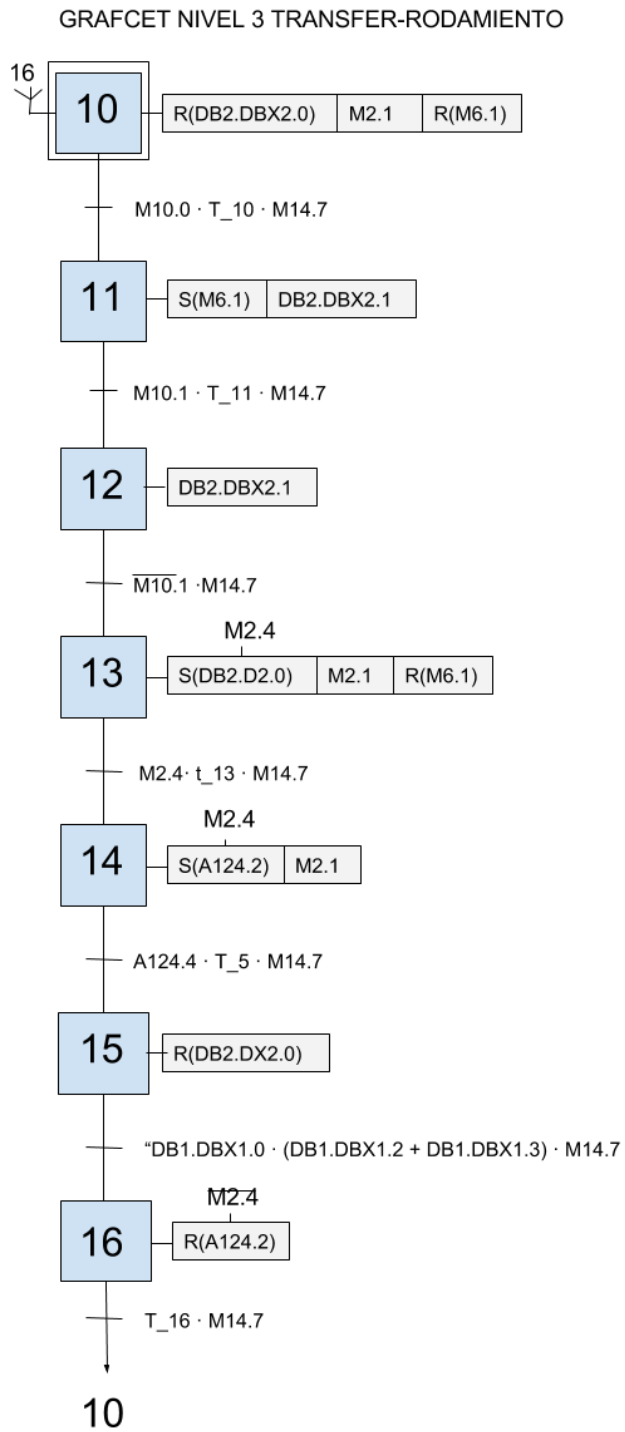 GRAFCET NIVEL 3 TRANSFER-RODAMIENTO
16
10 R(DB2.DBX2.0) M2.1 R(M6.1)
M10.0 · T_10 · M14.7
11 S(M6.1) DB2.DBX2.1
M10.1 · T_11 · M14.7
12 DB2.DBX2.1
M10.1 ·M14.7
M2.4
13 S(DB2.D2.0) M2.1 R(M6.1)
M2.4· t_13 · M14.7
M2.4
14 S(A124.2) M2.1
A124.4 · T_5 · M14.7
15 R(DB2.DX2.0)
“DB1.DBX1.0 · (DB1.DBX1.2 + DB1.DBX1.3) · M14.7
M2.4
16 R(A124.2)
T_16 · M14.7
10